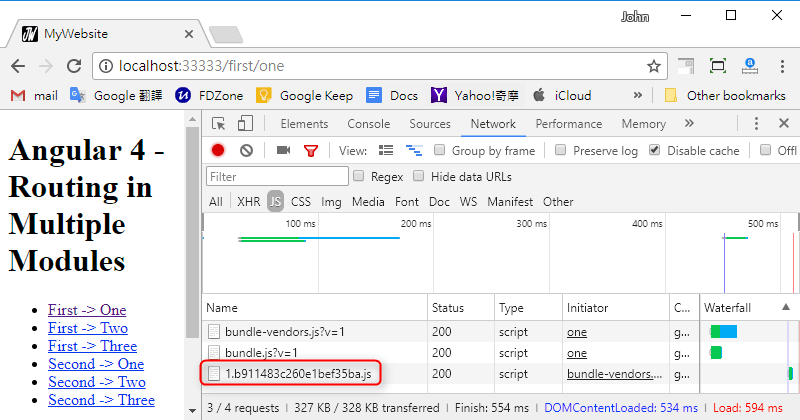 John
MyWebsite
localhost:33333/first/one
mail Google 翻譯 FDZone Google Keep Docs Yahoo!奇摩 iCloud » Other bookmarks
Angular 4 -
Routing in
Multiple
Modules
First -> One
First -> Two
First -> Three
Second -> One
Second -> Two
Second -> Three
Elements Console Sources Network Performance Memory »
View: Group by frame Preserve log Disable cache Offl
Filter Regex Hide data URLs
All XHR JS CSS Img Media Font Doc WS Manifest Other
100 ms 200 ms 300 ms 400 ms 500 ms
Name Status Type Initiator C... Waterfall
bundle-vendors.js?v=1 200 script one g...
bundle.js?v=1 200 script one g...
1.b911483c260e1bef35ba.js 200 script bundle-vendors.... g...
3 / 4 requests | 327 KB / 328 KB transferred | Finish: 554 ms | DOMContentLoaded: 534 ms | Load: 594 ms